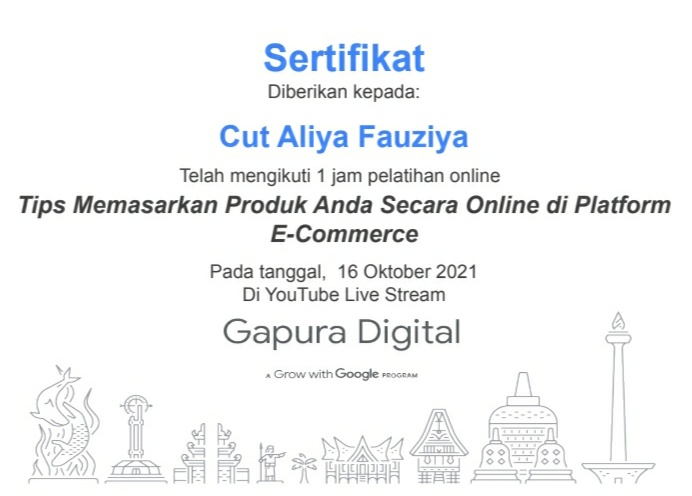 Sertifikat
Diberikan kepada:
Cut Aliya Fauziya
Telah mengikuti 1 jam pelatihan online
Tips Memasarkan Produk Anda Secara Online di Platform
E-Commerce
Pada tanggal,  16 Oktober 2021
Di YouTube Live Stream
Gapura Digital
A Grow with Google PROGRAM